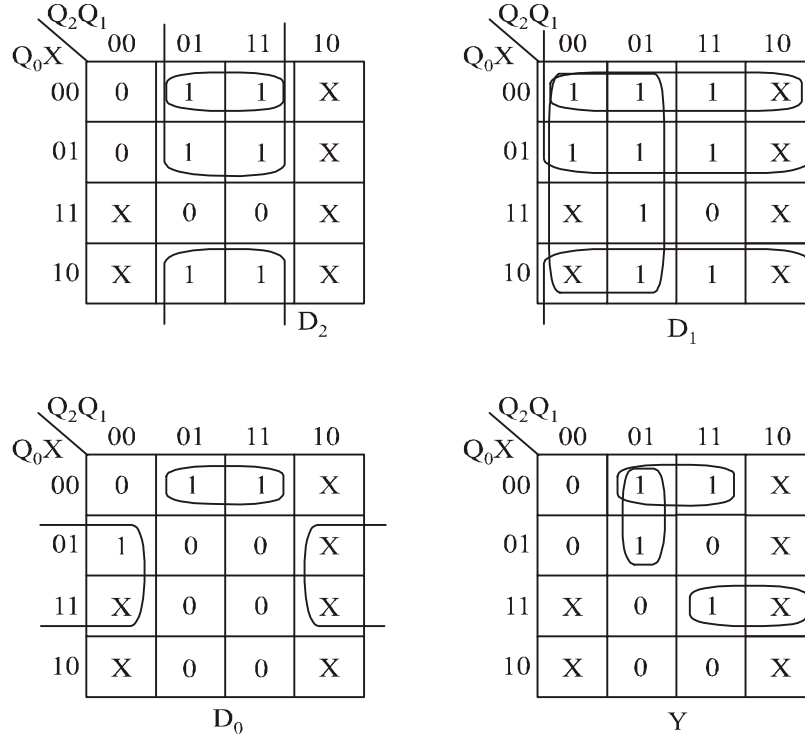 Q₂Q₁
Q₀X
00 01 11 10
00 0 1 1 X
01 0 1 1 X
11 X 0 0 X
10 X 1 1 X
D₂
Q₂Q₁
Q₀X
00 01 11 10
00 1 1 1 X
01 1 1 1 X
11 X 1 0 X
10 X 1 1 X
D₁
Q₂Q₁
Q₀X
00 01 11 10
00 0 1 1 X
01 1 0 0 X
11 X 0 0 X
10 X 0 0 X
D₀
Q₂Q₁
Q₀X
00 01 11 10
00 0 1 1 X
01 0 1 0 X
11 X 0 1 X
10 X 0 0 X
Y